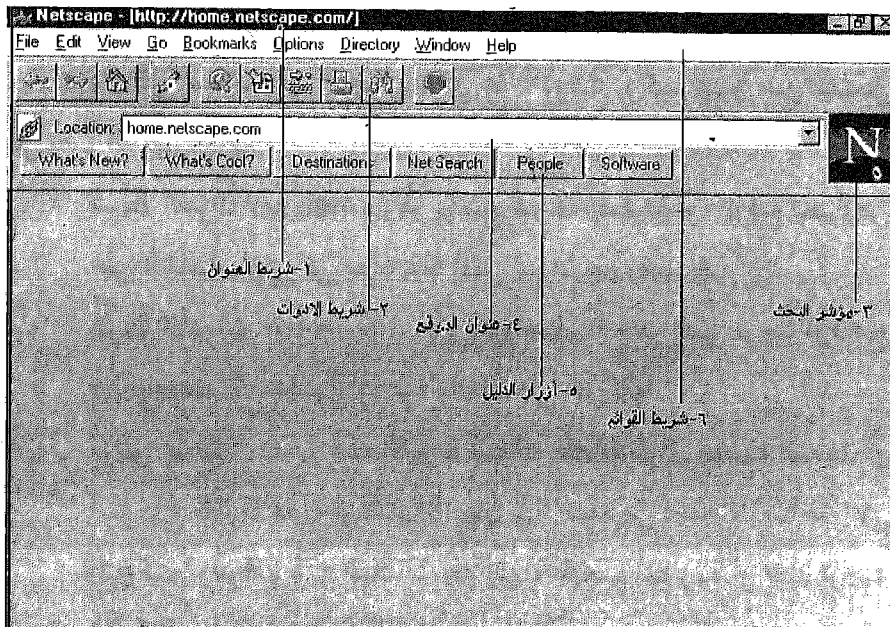 Netscape - [http://home.netscape.com/]
File Edit View Go Bookmarks Options Directory Window Help
Location: home.netscape.com
What's New? What's Cool? Destinations Net Search People Software
N
١-شريط العنوان
٢-شريط الادوات
٣-مؤشر البحث
٤-عنوان الموقع
٥-أزرار الدليل
٦-شريط القوائم